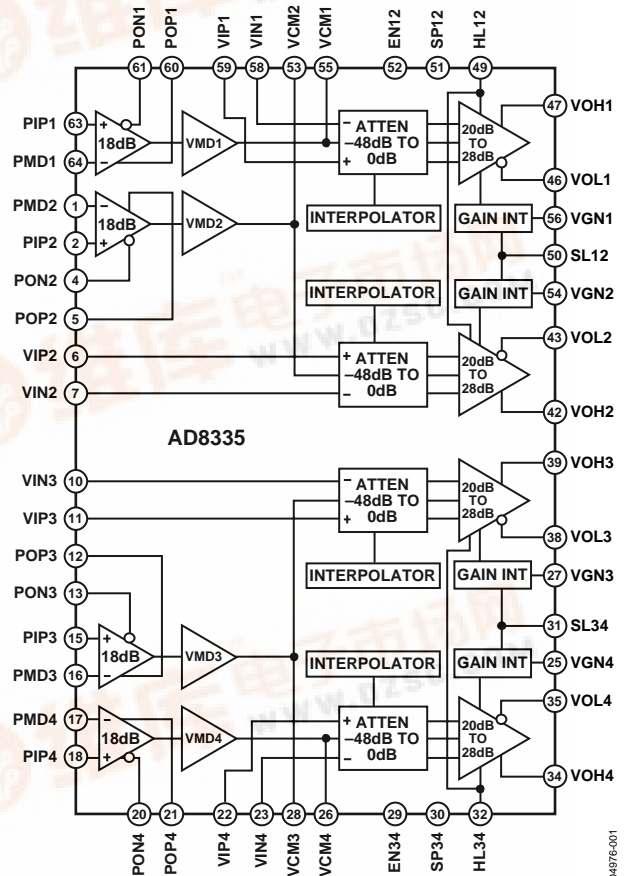 PON1 POP1 VIP1 VIN1 VCM2 VCM1 EN12 SP12 HL12
61 60 59 58 53 55 52 51 49
PIP1 63 + 18dB VMD1
PMD1 64 −
PMD2 1 − 18dB VMD2
PIP2 2 +
PON2 4
POP2 5
VIP2 6
VIN2 7
− ATTEN
−48dB TO
+ 0dB
INTERPOLATOR
20dB
TO
28dB
47 VOH1
46 VOL1
GAIN INT 56 VGN1
50 SL12
GAIN INT 54 VGN2
INTERPOLATOR
+ ATTEN
−48dB TO
− 0dB
20dB
TO
28dB
43 VOL2
42 VOH2
AD8335
VIN3 10
VIP3 11
POP3 12
PON3 13
PIP3 15 + 18dB VMD3
PMD3 16 −
PMD4 17 − 18dB VMD4
PIP4 18 +
− ATTEN
−48dB TO
+ 0dB
INTERPOLATOR
20dB
TO
28dB
39 VOH3
38 VOL3
GAIN INT 27 VGN3
31 SL34
GAIN INT 25 VGN4
INTERPOLATOR
+ ATTEN
−48dB TO
− 0dB
20dB
TO
28dB
35 VOL4
34 VOH4
20 21 22 23 28 26 29 30 32
PON4 POP4 VIP4 VIN4 VCM3 VCM4 EN34 SP34 HL34
04976-001